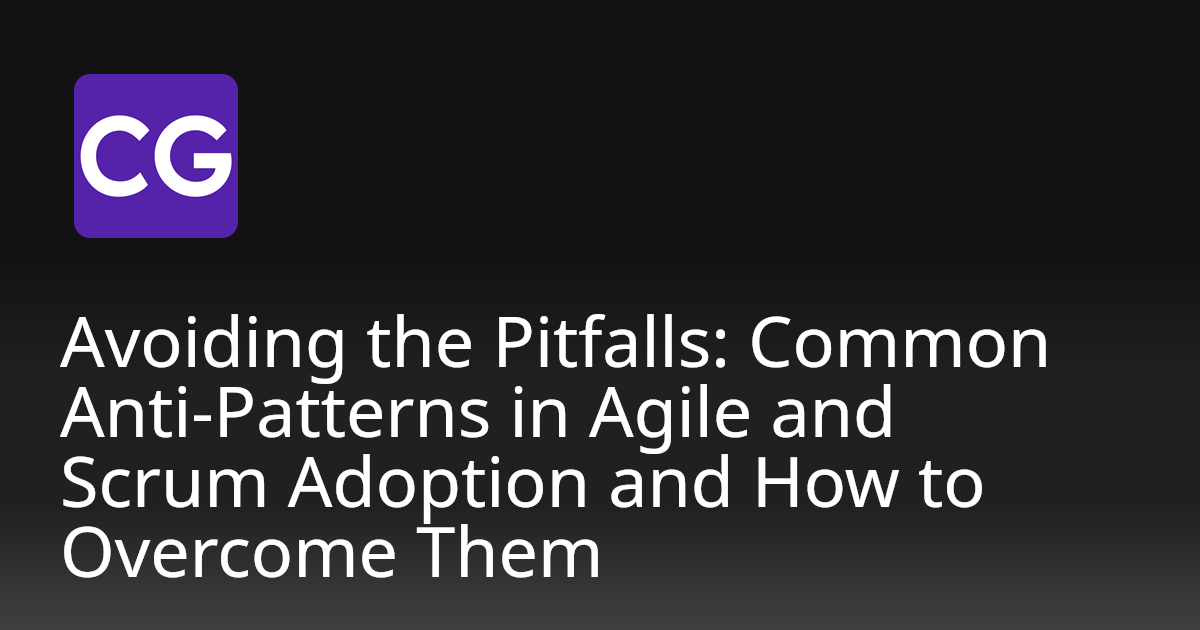 CG
Avoiding the Pitfalls: Common
Anti-Patterns in Agile and
Scrum Adoption and How to
Overcome Them